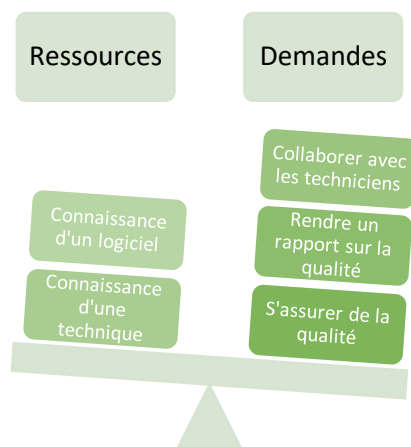 Ressources
Demandes
Connaissance
d'un logiciel
Connaissance
d'une
technique
Collaborer avec
les techniciens
Rendre un
rapport sur la
qualité
S'assurer de la
qualité